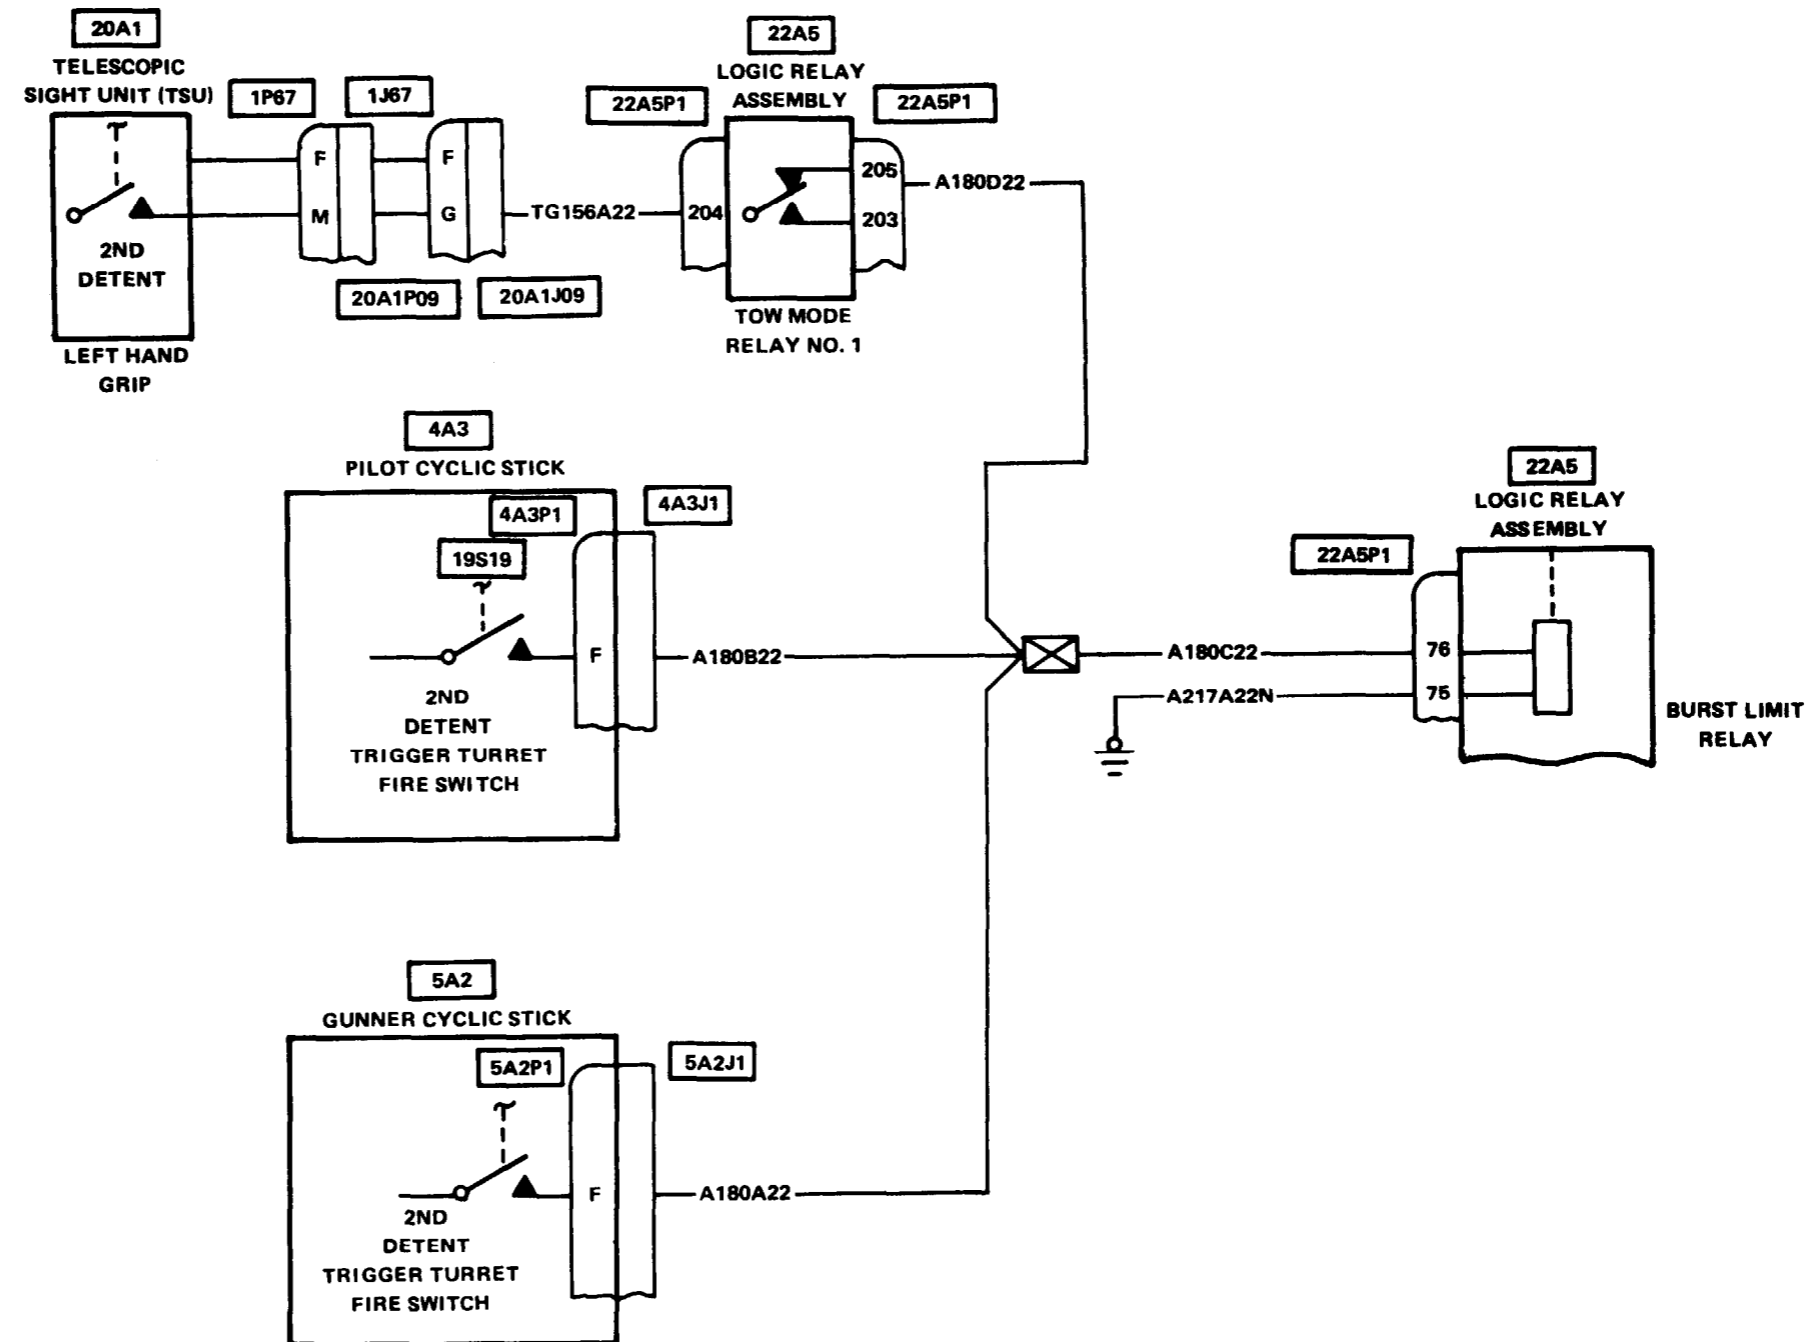 20A1
TELESCOPIC
SIGHT UNIT (TSU)
1P67
1J67
F
M
F
G
2ND
DETENT
20A1P09
20A1J09
LEFT HAND
GRIP
TG156A22
22A5
LOGIC RELAY
ASSEMBLY
22A5P1
22A5P1
204
205
203
A180D22
TOW MODE
RELAY NO. 1
4A3
PILOT CYCLIC STICK
4A3P1
4A3J1
19S19
F
A180B22
2ND
DETENT
TRIGGER TURRET
FIRE SWITCH
22A5
LOGIC RELAY
ASSEMBLY
22A5P1
A180C22
76
A217A22N
75
BURST LIMIT
RELAY
5A2
GUNNER CYCLIC STICK
5A2P1
5A2J1
F
A180A22
2ND
DETENT
TRIGGER TURRET
FIRE SWITCH